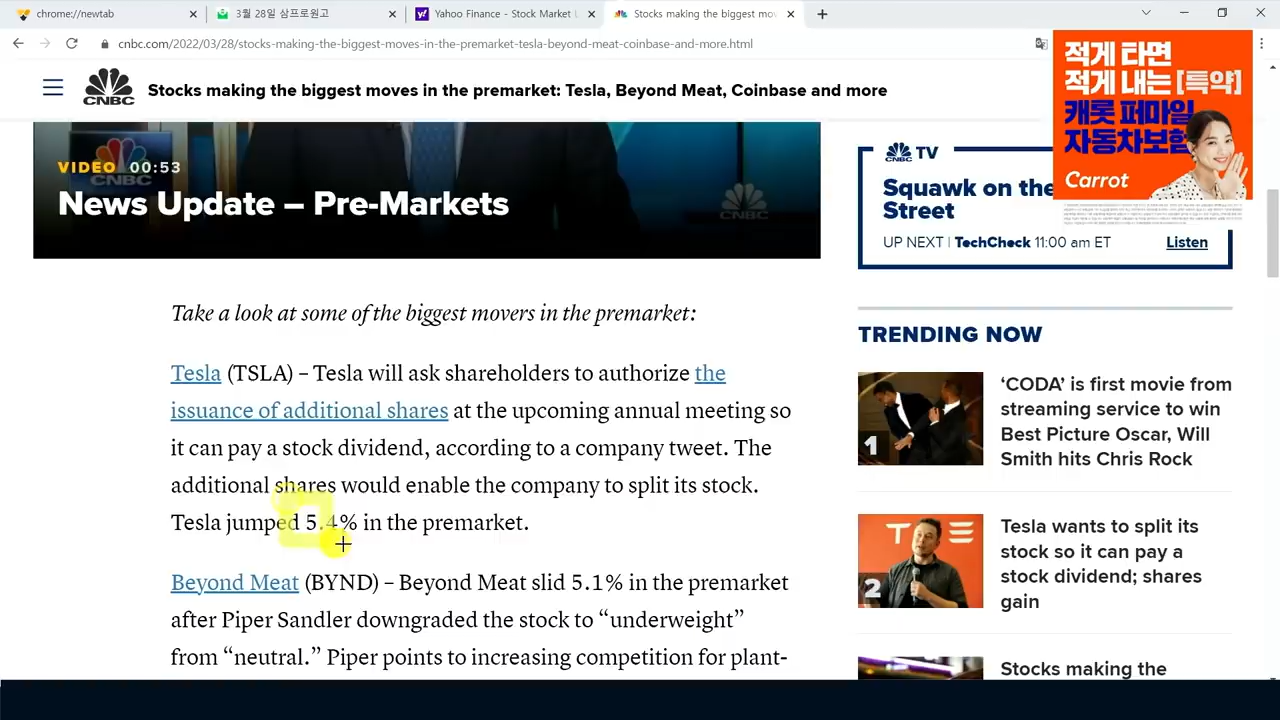 chrome://newtab
3월 28일 삼프로원고
Yahoo Finance - Stock Market L
Stocks making the biggest mov
cnbc.com/2022/03/28/stocks-making-the-biggest-moves-in-the-premarket-tesla-beyond-meat-coinbase-and-more.html
CNBC
Stocks making the biggest moves in the premarket: Tesla, Beyond Meat, Coinbase and more
적게 타면
적게 내는 [특약]
캐롯 퍼마일
자동차보험
Carrot
VIDEO 00:53
News Update – Pre-Markets
CNBC
CNBC
CNBC TV
Squawk on the
Street
UP NEXT | TechCheck 11:00 am ET
Listen
Take a look at some of the biggest movers in the premarket:
Tesla (TSLA) – Tesla will ask shareholders to authorize the
issuance of additional shares at the upcoming annual meeting so
it can pay a stock dividend, according to a company tweet. The
additional shares would enable the company to split its stock.
Tesla jumped 5.4% in the premarket.
Beyond Meat (BYND) – Beyond Meat slid 5.1% in the premarket
after Piper Sandler downgraded the stock to “underweight”
from “neutral.” Piper points to increasing competition for plant-
TRENDING NOW
1
‘CODA’ is first movie from
streaming service to win
Best Picture Oscar, Will
Smith hits Chris Rock
2
Tesla wants to split its
stock so it can pay a
stock dividend; shares
gain
Stocks making the